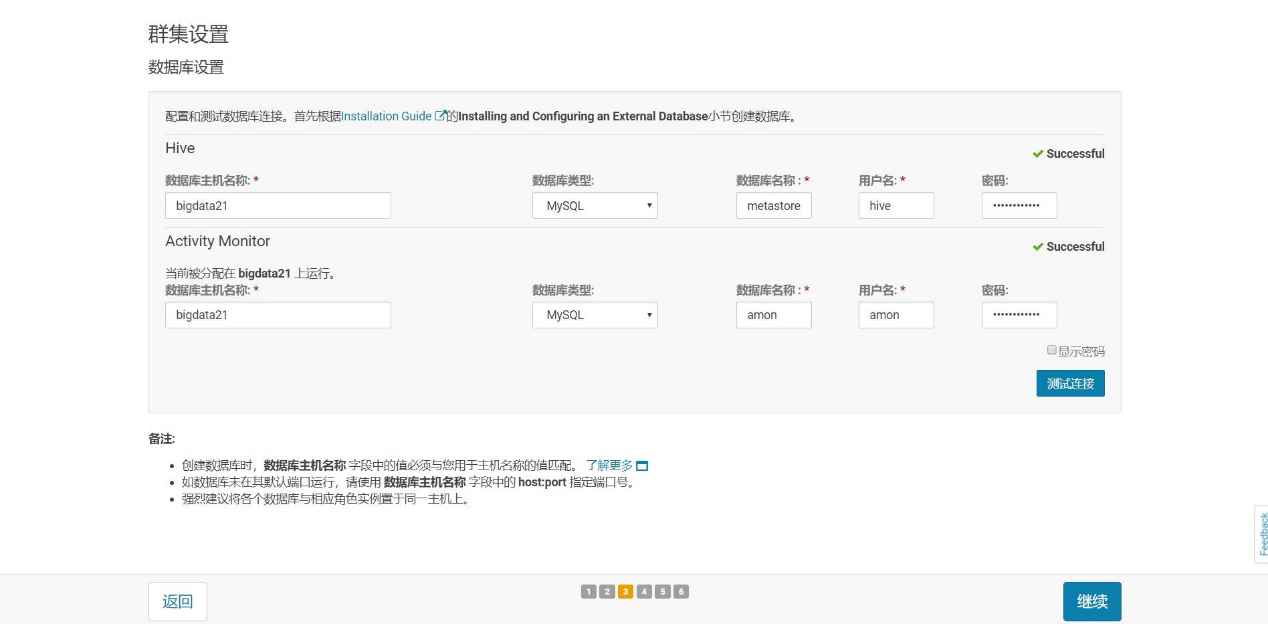 群集设置
数据库设置
配置和测试数据库连接。首先根据Installation Guide的Installing and Configuring an External Database小节创建数据库。
Hive
Successful
数据库主机名称: * 数据库类型: 数据库名称 : * 用户名: * 密码:
bigdata21 MySQL metastore hive ••••••••••••
Activity Monitor
Successful
当前被分配在 bigdata21 上运行。
数据库主机名称: * 数据库类型: 数据库名称 : * 用户名: * 密码:
bigdata21 MySQL amon amon ••••••••••••
显示密码
测试连接
备注:
• 创建数据库时，数据库主机名称 字段中的值必须与您用于主机名称的值匹配。 了解更多
• 如数据库未在其默认端口运行，请使用 数据库主机名称 字段中的 host:port 指定端口号。
• 强烈建议将各个数据库与相应角色实例置于同一主机上。
Feedback
返回 1 2 3 4 5 6 继续